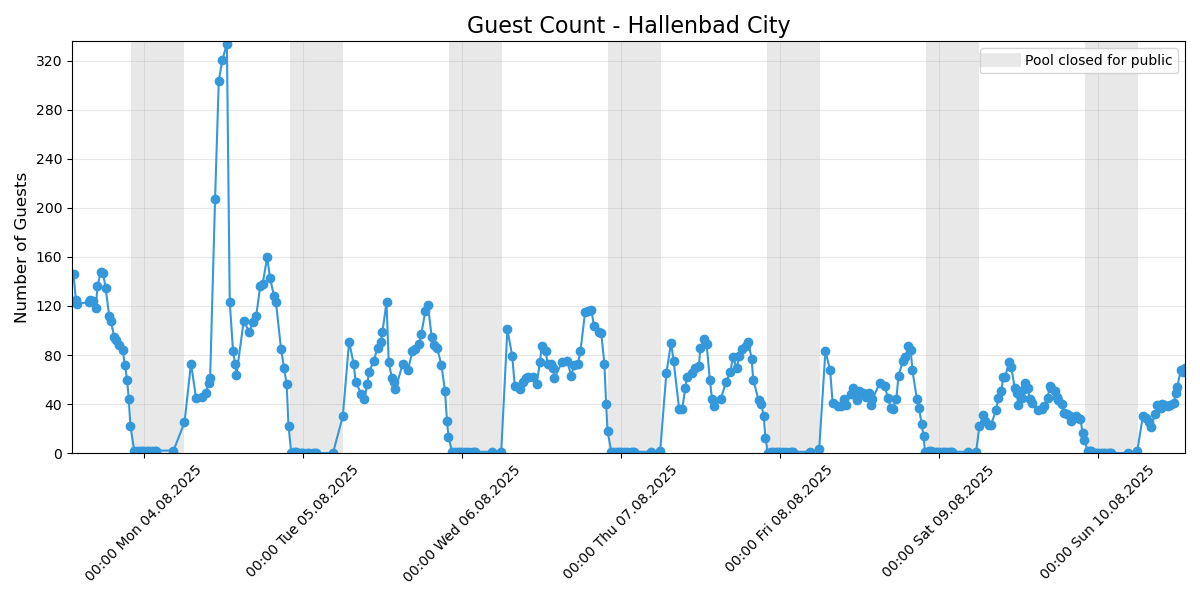 Guest Count - Hallenbad City
Pool closed for public
Number of Guests
320
280
240
200
160
120
80
40
0
00:00 Mon 04.08.2025
00:00 Tue 05.08.2025
00:00 Wed 06.08.2025
00:00 Thu 07.08.2025
00:00 Fri 08.08.2025
00:00 Sat 09.08.2025
00:00 Sun 10.08.2025